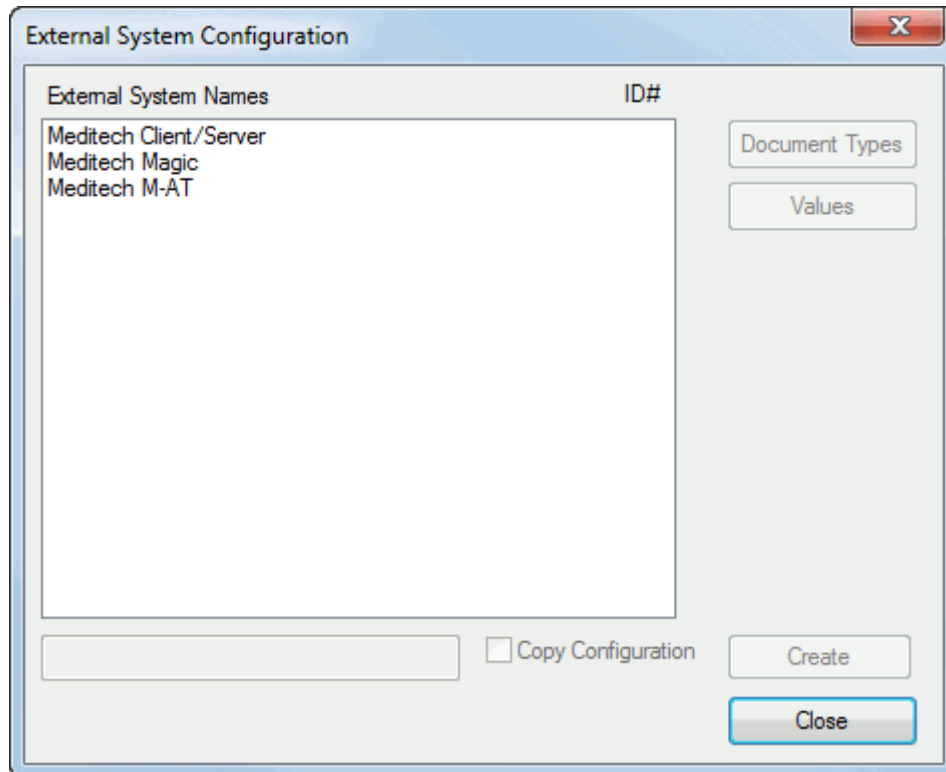 External System Configuration
External System Names ID#
Meditech Client/Server
Meditech Magic
Meditech M-AT
Document Types
Values
Copy Configuration
Create
Close